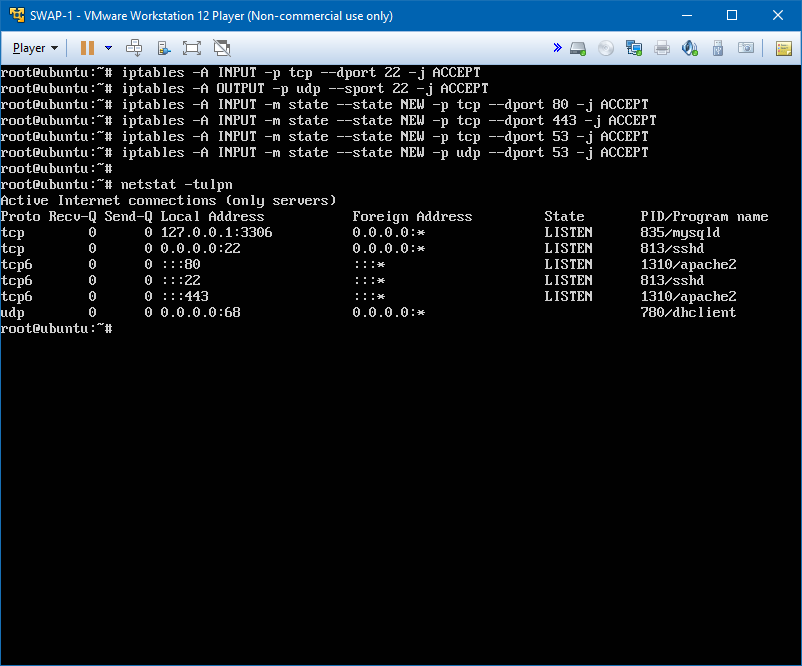 SWAP-1 - VMware Workstation 12 Player (Non-commercial use only)
Player
root@ubuntu:~# iptables -A INPUT -p tcp --dport 22 -j ACCEPT
root@ubuntu:~# iptables -A OUTPUT -p udp --sport 22 -j ACCEPT
root@ubuntu:~# iptables -A INPUT -m state --state NEW -p tcp --dport 80 -j ACCEPT
root@ubuntu:~# iptables -A INPUT -m state --state NEW -p tcp --dport 443 -j ACCEPT
root@ubuntu:~# iptables -A INPUT -m state --state NEW -p tcp --dport 53 -j ACCEPT
root@ubuntu:~# iptables -A INPUT -m state --state NEW -p udp --dport 53 -j ACCEPT
root@ubuntu:~#
root@ubuntu:~# netstat -tulpn
Active Internet connections (only servers)
Proto Recv-Q Send-Q Local Address           Foreign Address         State       PID/Program name
tcp        0      0 127.0.0.1:3306          0.0.0.0:*               LISTEN      835/mysqld
tcp        0      0 0.0.0.0:22              0.0.0.0:*               LISTEN      813/sshd
tcp6       0      0 :::80                   :::*                    LISTEN      1310/apache2
tcp6       0      0 :::22                   :::*                    LISTEN      813/sshd
tcp6       0      0 :::443                  :::*                    LISTEN      1310/apache2
udp        0      0 0.0.0.0:68              0.0.0.0:*                           780/dhclient
root@ubuntu:~#